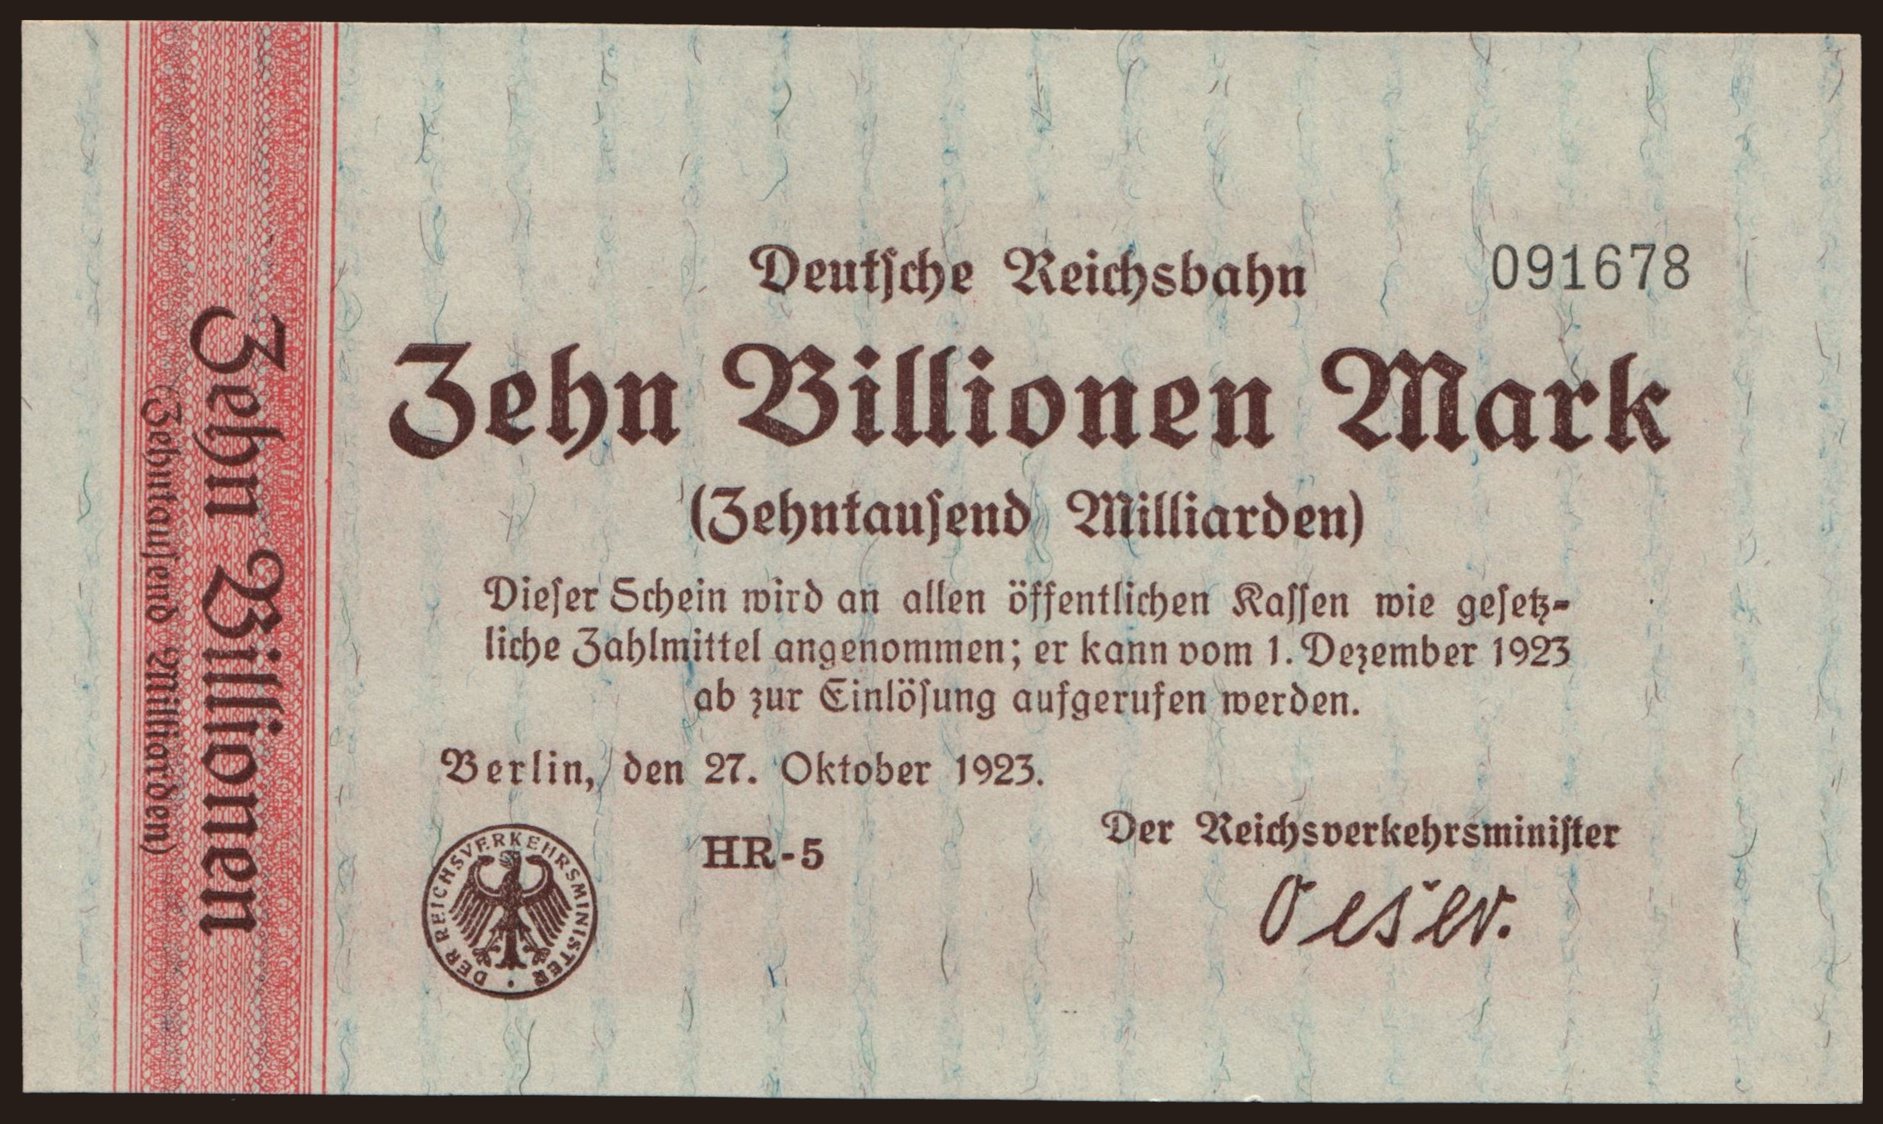 Deutsche Reichsbahn
091678
Zehn Billionen Mark
(Zehntausend Milliarden)
Dieser Schein wird an allen öffentlichen Kassen wie gesetz-
liche Zahlmittel angenommen; er kann vom 1. Dezember 1923
ab zur Einlösung aufgerufen werden.
Berlin, den 27. Oktober 1923.
HR-5
Der Reichsverkehrsminister
Oeser.
DER REICHSVERKEHRSMINISTER
Zehn Billionen
(Zehntausend Milliarden)